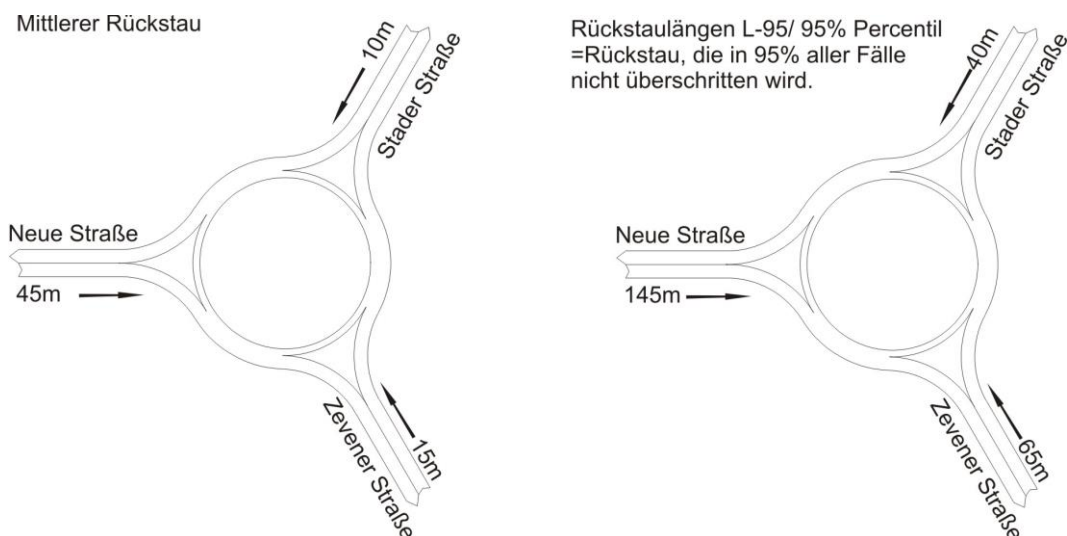 Mittlerer Rückstau
10m
Stader Straße
Neue Straße
45m
15m
Zevener Straße
Rückstaulängen L-95/ 95% Percentil
=Rückstau, die in 95% aller Fälle
nicht überschritten wird.
40m
Stader Straße
Neue Straße
145m
65m
Zevener Straße